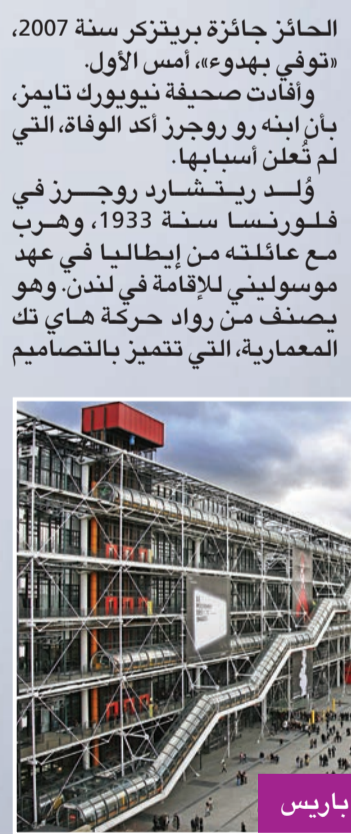 الحائز جائزة بريتزكر سنة 2007،
«توفي بهدوء»، أمس الأول.
وأفادت صحيفة نيويورك تايمز،
بأن ابنه رو روجرز أكد الوفاة، التي
لم تُعلن أسبابها.
وُلد ريتشارد روجرز في
فلورنسا سنة 1933، وهرب
مع عائلته من إيطاليا في عهد
موسوليني للإقامة في لندن. وهو
يصنف من رواد حركة هاي تك
المعمارية، التي تتميز بالتصاميم
باريس